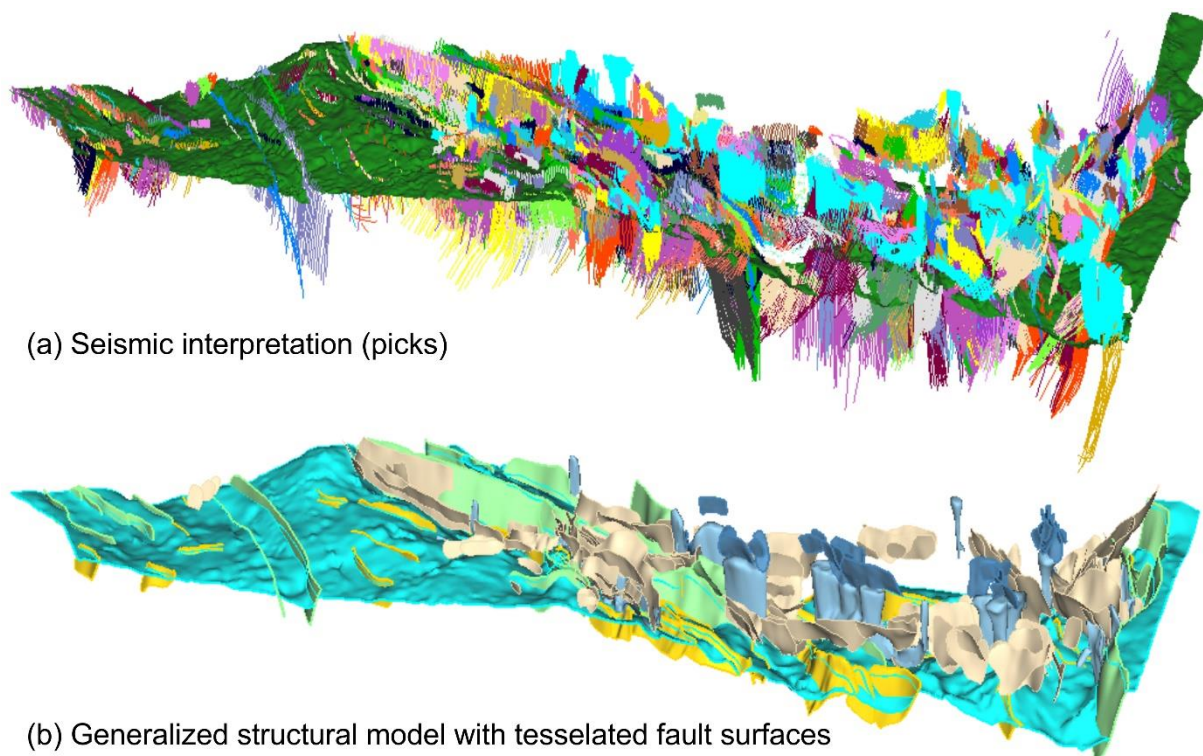 (a) Seismic interpretation (picks)
(b) Generalized structural model with tesselated fault surfaces